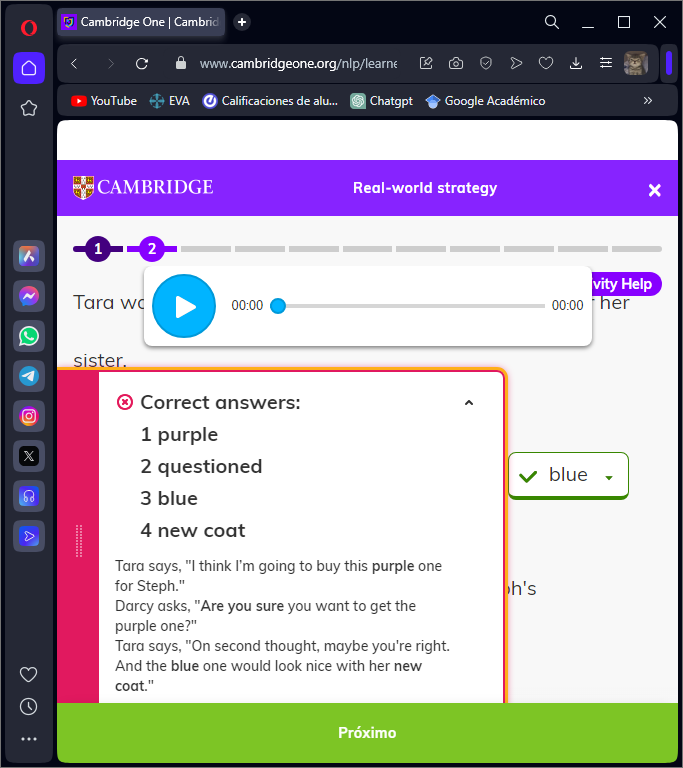 Cambridge One | Cambrid
www.cambridgeone.org/nlp/learne
YouTube
EVA
Calificaciones de alu...
Chatgpt
Google Académico
CAMBRIDGE
Real-world strategy
1
2
vity Help
Tara
her
00:00
00:00
sister.
Correct answers:
1 purple
2 questioned
3 blue
4 new coat
blue
Tara says, "I think I'm going to buy this purple one
for Steph."
Darcy asks, "Are you sure you want to get the
purple one?"
Tara says, "On second thought, maybe you're right.
And the blue one would look nice with her new
coat."
ph's
Próximo